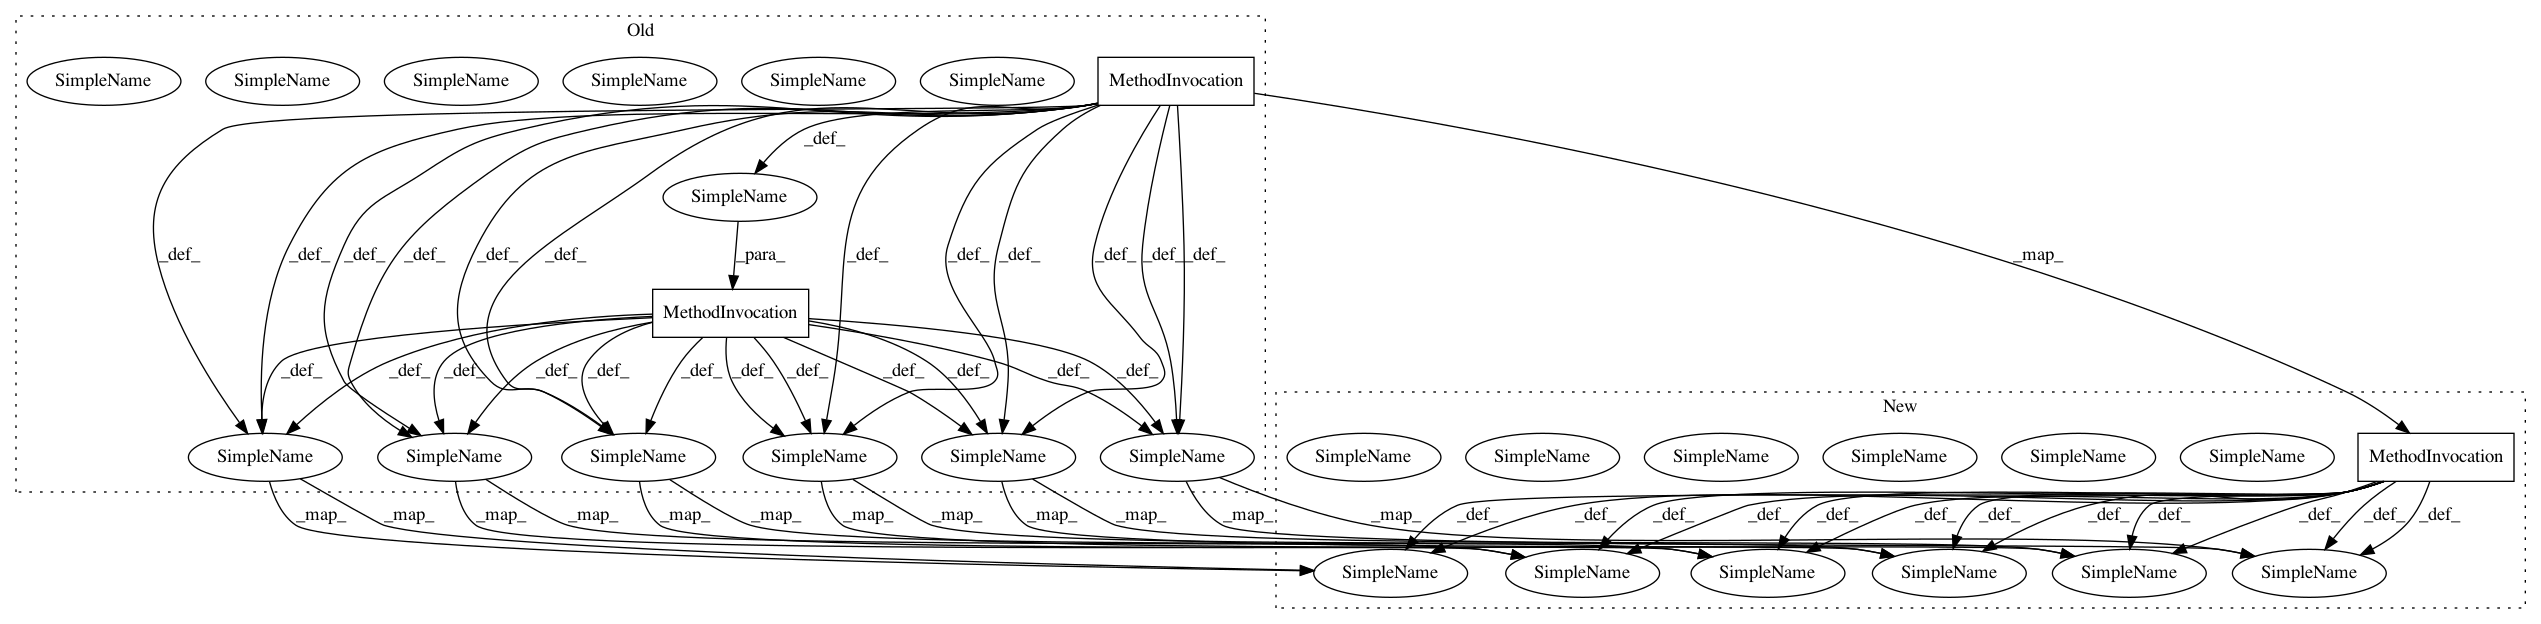 Old
SimpleName SimpleName SimpleName SimpleName SimpleName SimpleName MethodInvocation
_def_
SimpleName
_def_ _def_ _def_ _def_ _def_ _def_ _para_ _def_ _def_ _def_ _def_ _def_ _def_ _map_
MethodInvocation
_def_ _def_ _def_ _def_ _def_ _def_ _def_ _def_ _def_ _def_ _def_ _def_
New
SimpleName SimpleName SimpleName SimpleName SimpleName SimpleName SimpleName SimpleName SimpleName SimpleName SimpleName SimpleName MethodInvocation
_map_ _map_ _map_ _map_ _map_ _map_ _map_ _map_ _map_ _map_ _map_ _map_ _def_ _def_ _def_ _def_ _def_ _def_ _def_ _def_ _def_ _def_ _def_
SimpleName SimpleName SimpleName SimpleName SimpleName SimpleName